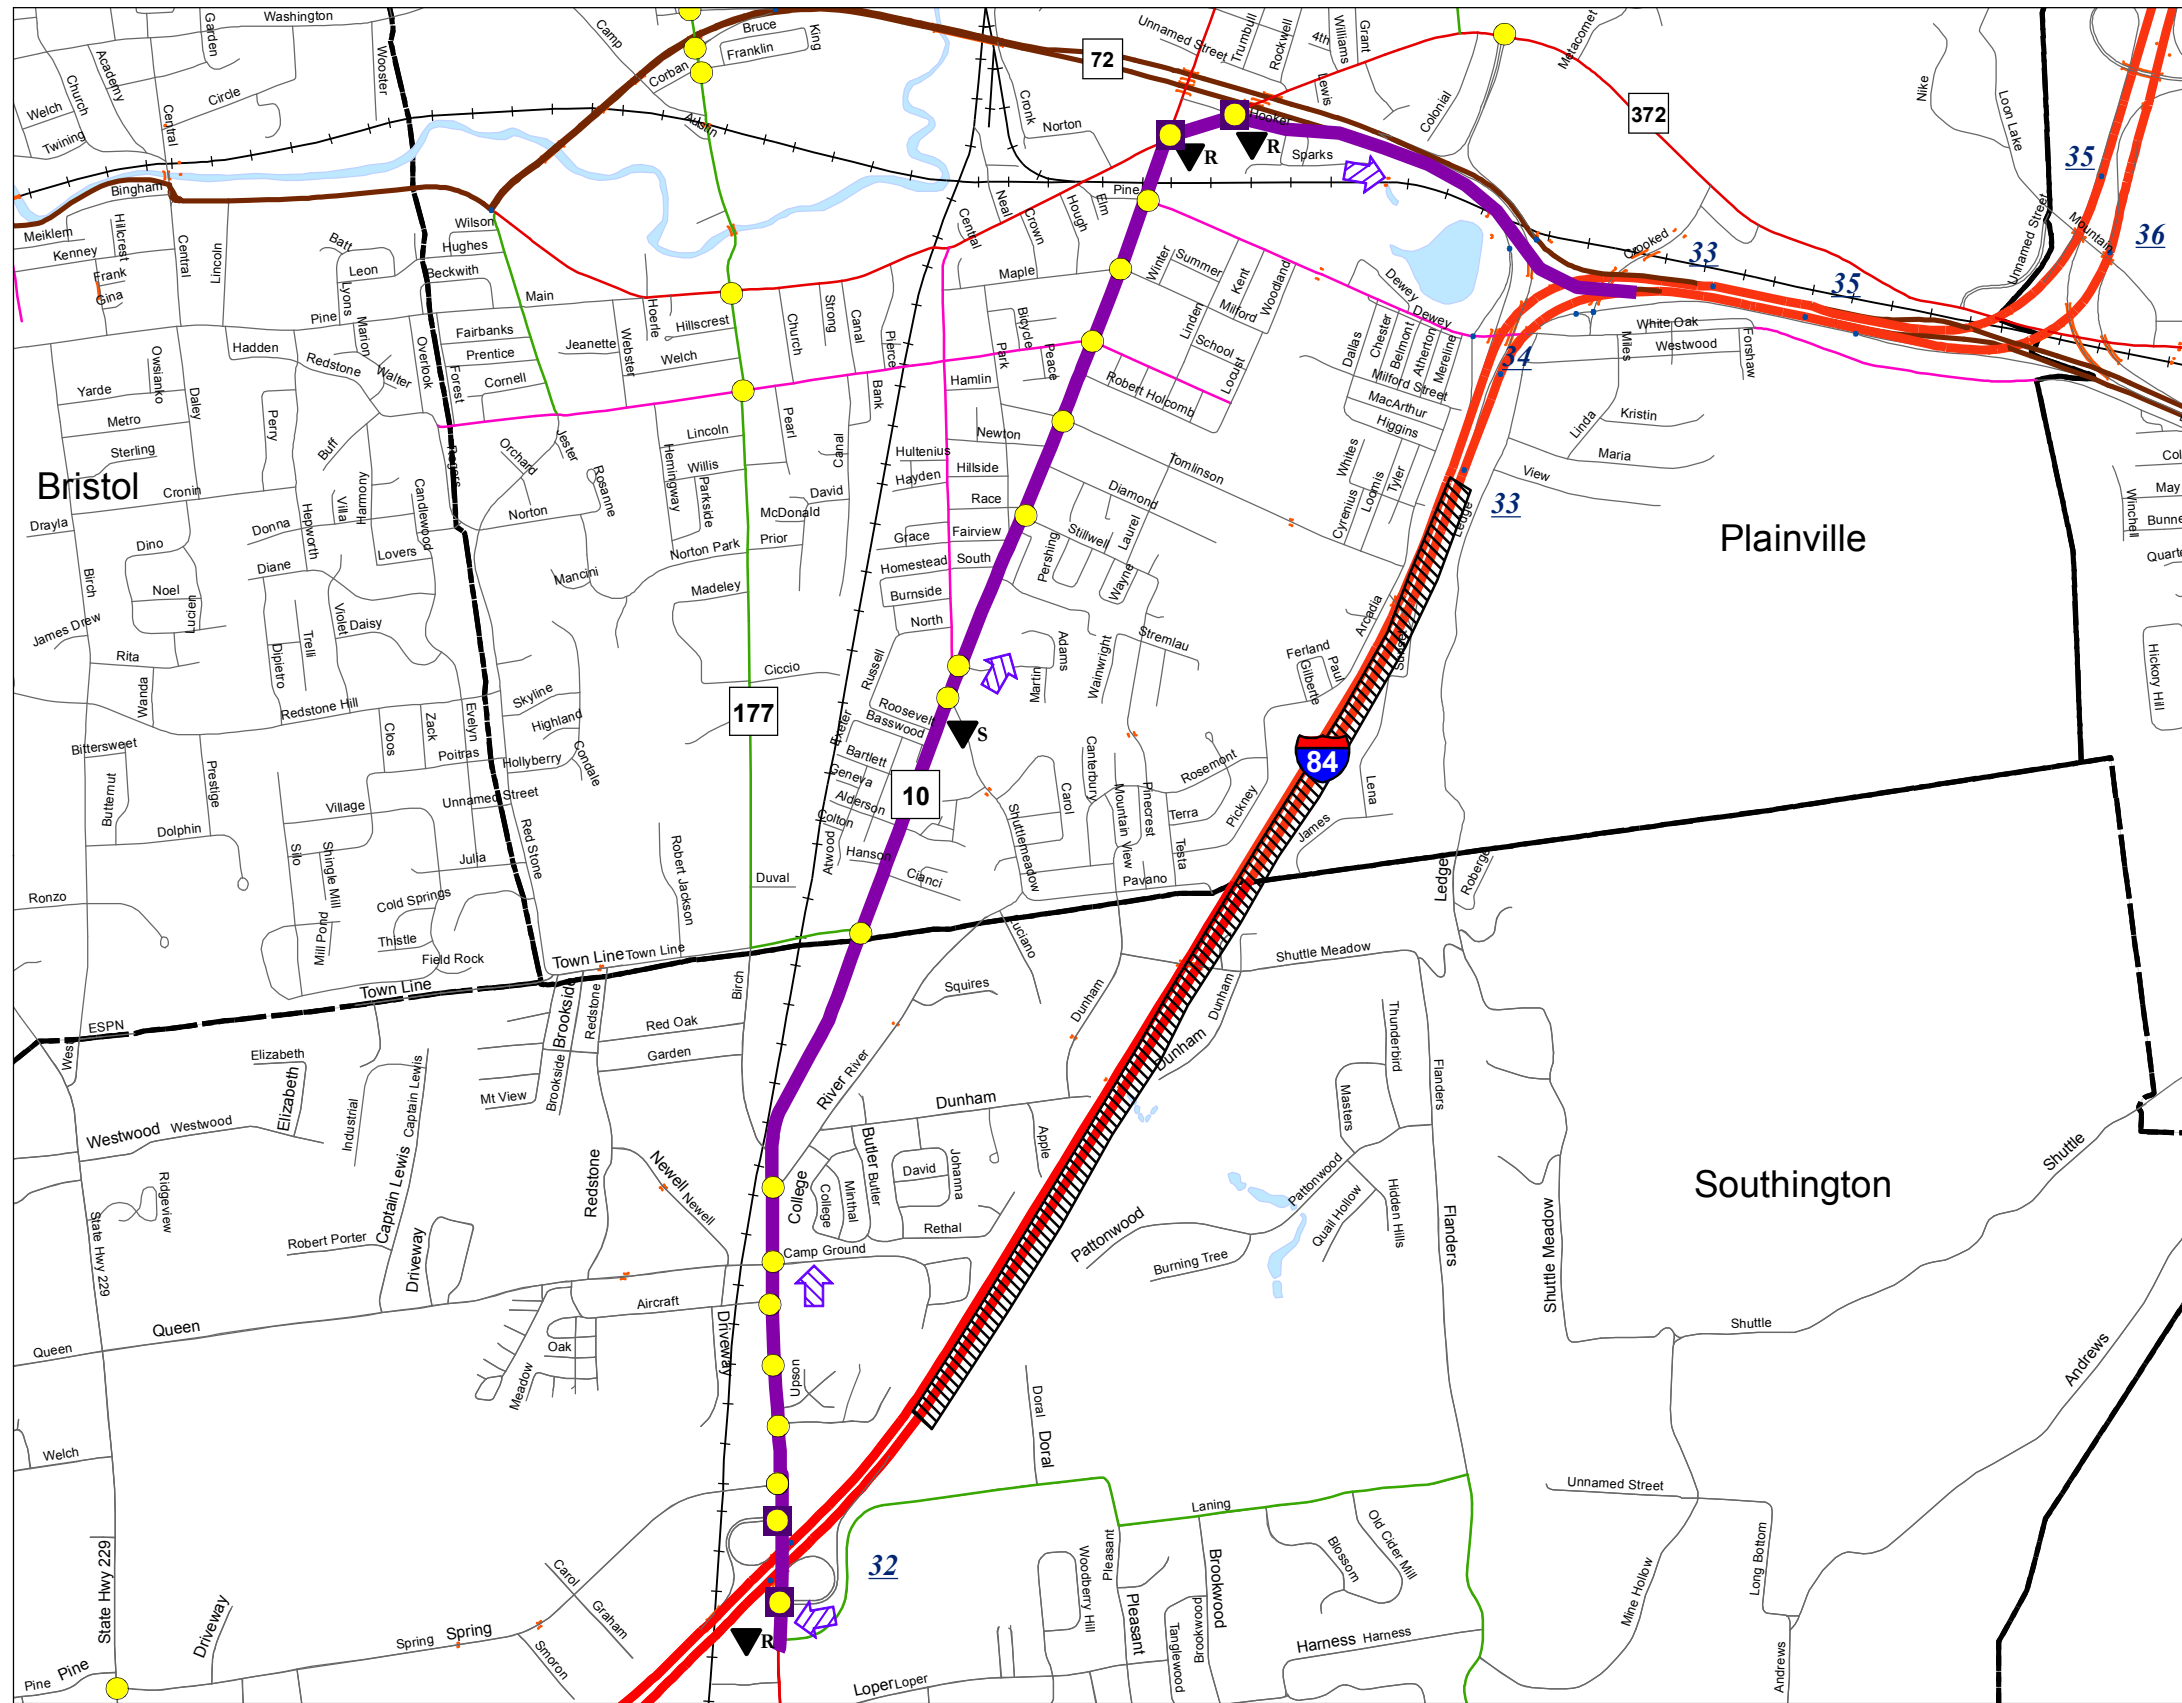 Washington
Garden
Camp
Bruce
King
Franklin
Corban
Wooster
Academy
Church
Welch
Twining
Circle
Central
Austin
72
Unnamed Street
Trumbull
Rockwell
4th
Williams
Grant
Lewis
Metacomet
Colonial
372
Nike
Loon Lake
35
36
Mountain
Unnamed Street
Cronk
Norton
Hooker
R
R
Sparks
Pine
Bingham
Meiklem
Kenney
Hillcrest
Frank
Gina
Central
Lincoln
Batt
Leon
Lyons
Wilson
Hughes
Beckwith
Main
Pine
Marion
Hadden
Redstone
Walter
Overlook
Forest
Fairbanks
Prentice
Cornell
Jeanette
Webster
Hoerle
Hillscrest
Welch
Church
Strong
Canal
Pierce
Central
Neal
Crown
Hough
Elm
Maple
Park
Bicycle
Peace
Winter
Summer
Kent
Woodland
Milford
Linden
School
Locust
Robert Holcomb
Dewey
Dewey
Crooked
33
35
34
Dallas
Chester
Belmont
Atherton
Mereline
Milford Street
MacArthur
Higgins
White Oak
Westwood
Miles
Forshaw
Linda
Kristin
Maria
View
33
Ledge
Whites
Cyrenius
Loomis
Tyler
Bristol
Yarde
Owsianko
Daley
Metro
Sterling
Cronin
Drayla
Perry
Buff
Harmony
Villa
Hepworth
Donna
Candlewood
Lovers
Dino
Diane
Noel
Lucien
Birch
James Drew
Rita
Wanda
Violet
Daisy
Trelli
Dipietro
Redstone Hill
Rogers
Orchard
Jester
Rosanne
Norton
Mancini
Hemingway
Lincoln
Willis
Parkside
Pearl
Canal
Bank
David
McDonald
Prior
Norton Park
Madeley
Hamlin
Newton
Hultenius
Hayden
Hillside
Race
Grace
Fairview
Homestead
South
Burnside
North
Tomlinson
Diamond
Stillwell
Laurel
Pershing
Wayne
Adams
Wainwright
Stremlau
Martin
Arcadia
Ferland
Paul
Gilberte
Sunset
Plainville
Winchell
Col
May
Bunne
Quarte
Hickory Hill
Ciccio
Russell
177
Roosevelt
Basswood
Exeter
Bartlett
Geneva
Alderson
Colton
Atwood
Hanson
Cianci
S
10
Skyline
Highland
Condale
Hollyberry
Poitras
Evelyn
Zack
Cloos
Bittersweet
Butternut
Prestige
Dolphin
Village
Unnamed Street
Silo
Shingle Mill
Julia
Red Stone
Cold Springs
Thistle
Mill Pond
Field Rock
Ronzo
Robert Jackson
Duval
Shuttlemeadow
Carol
Canterbury
Mountain View
Pinecrest
Rosemont
Terra
Testa
Pickney
Pavano
84
Lena
James
Ledge
Roberge
Town Line
Town Line
Town Line
ESPN
Wes
Birch
Luciano
Squires
Dunham
Dunham
Dunham
Shuttle Meadow
Brookside
Brookside
Redstone
Red Oak
Garden
Mt View
Elizabeth
Elizabeth
Industrial
Captain Lewis
Captain Lewis
Westwood
Westwood
Ridgeview
State Hwy 229
Robert Porter
Driveway
Redstone
Newell
Newell
River
River
Dunham
Butler
Butler
College
College
Minthal
David
Johanna
Apple
Rethal
Camp Ground
Thunderbird
Flanders
Masters
Pattonwood
Pattonwood
Quail Hollow
Hidden Hills
Burning Tree
Flanders
Southington
Shuttle Meadow
Shuttle
Shuttle
Andrews
Queen
Queen
Aircraft
Driveway
Oak
Meadow
Upson
Doral
Doral
Welch
Laning
Unnamed Street
State Hwy 229
Carol
Graham
Smoron
Spring
Spring
Driveway
Pine
Pine
R
32
Woodberry Hill
Pleasant
Pleasant
Brookwood
Brookwood
Tanglewood
Blossom
Old Cider Mill
Harness
Harness
Loper
Loper
Mine Hollow
Long Bottom
Andrews